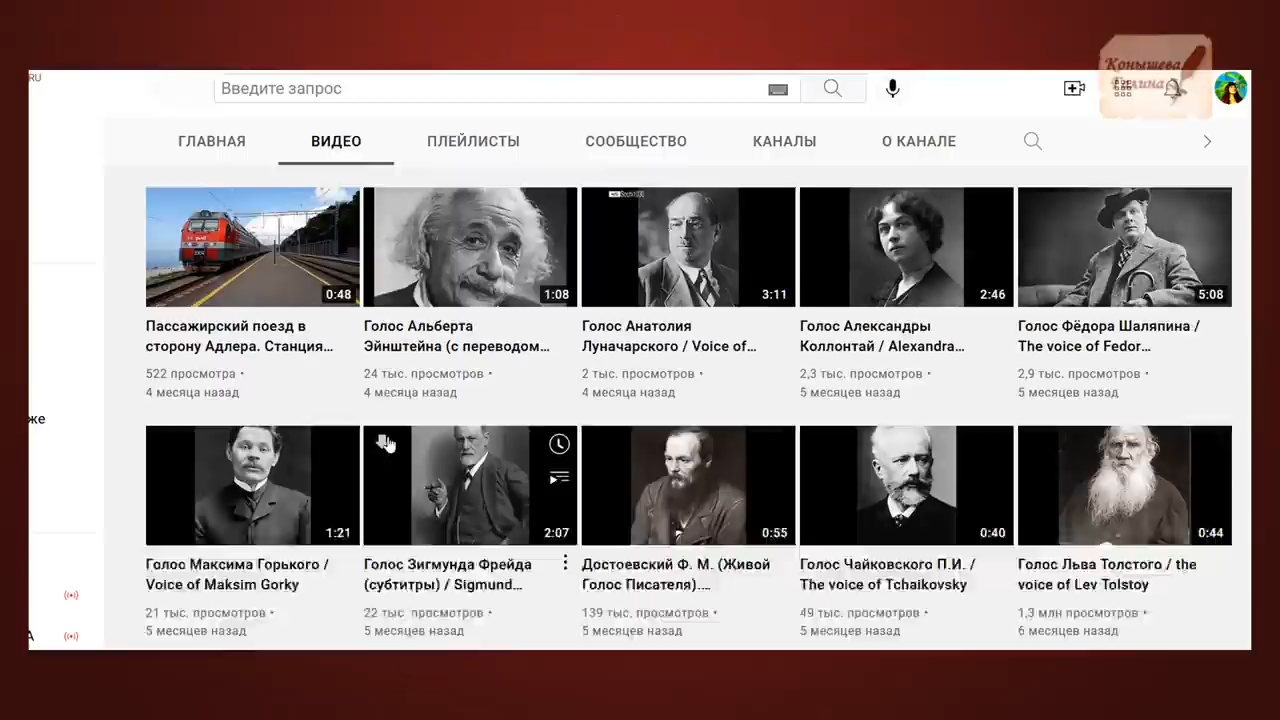 Конышева
RU
Введите запрос
ГЛАВНАЯ
ВИДЕО
ПЛЕЙЛИСТЫ
СООБЩЕСТВО
КАНАЛЫ
О КАНАЛЕ
0:48
1:08
3:11
2:46
5:08
Пассажирский поезд в
сторону Адлера. Станция...
522 просмотра •
4 месяца назад
Голос Альберта
Эйнштейна (с переводом...
24 тыс. просмотров •
4 месяца назад
Голос Анатолия
Луначарского / Voice of...
2 тыс. просмотров •
4 месяца назад
Голос Александры
Коллонтай / Alexandra...
2,3 тыс. просмотров •
5 месяцев назад
Голос Фёдора Шаляпина /
The voice of Fedor...
2,9 тыс. просмотров •
5 месяцев назад
же
1:21
2:07
0:55
0:40
0:44
Голос Максима Горького /
Voice of Maksim Gorky
21 тыс. просмотров •
5 месяцев назад
Голос Зигмунда Фрейда
(субтитры) / Sigmund...
22 тыс просмотров •
5 месяцев назад
Достоевский Ф. М. (Живой
Голос Писателя)....
139 тыс. просмотров •
5 месяцев назад
Голос Чайковского П.И. /
The voice of Tchaikovsky
49 тыс. просмотров •
5 месяцев назад
Голос Льва Толстого / the
voice of Lev Tolstoy
1,3 млн просмотров •
6 месяцев назад
А